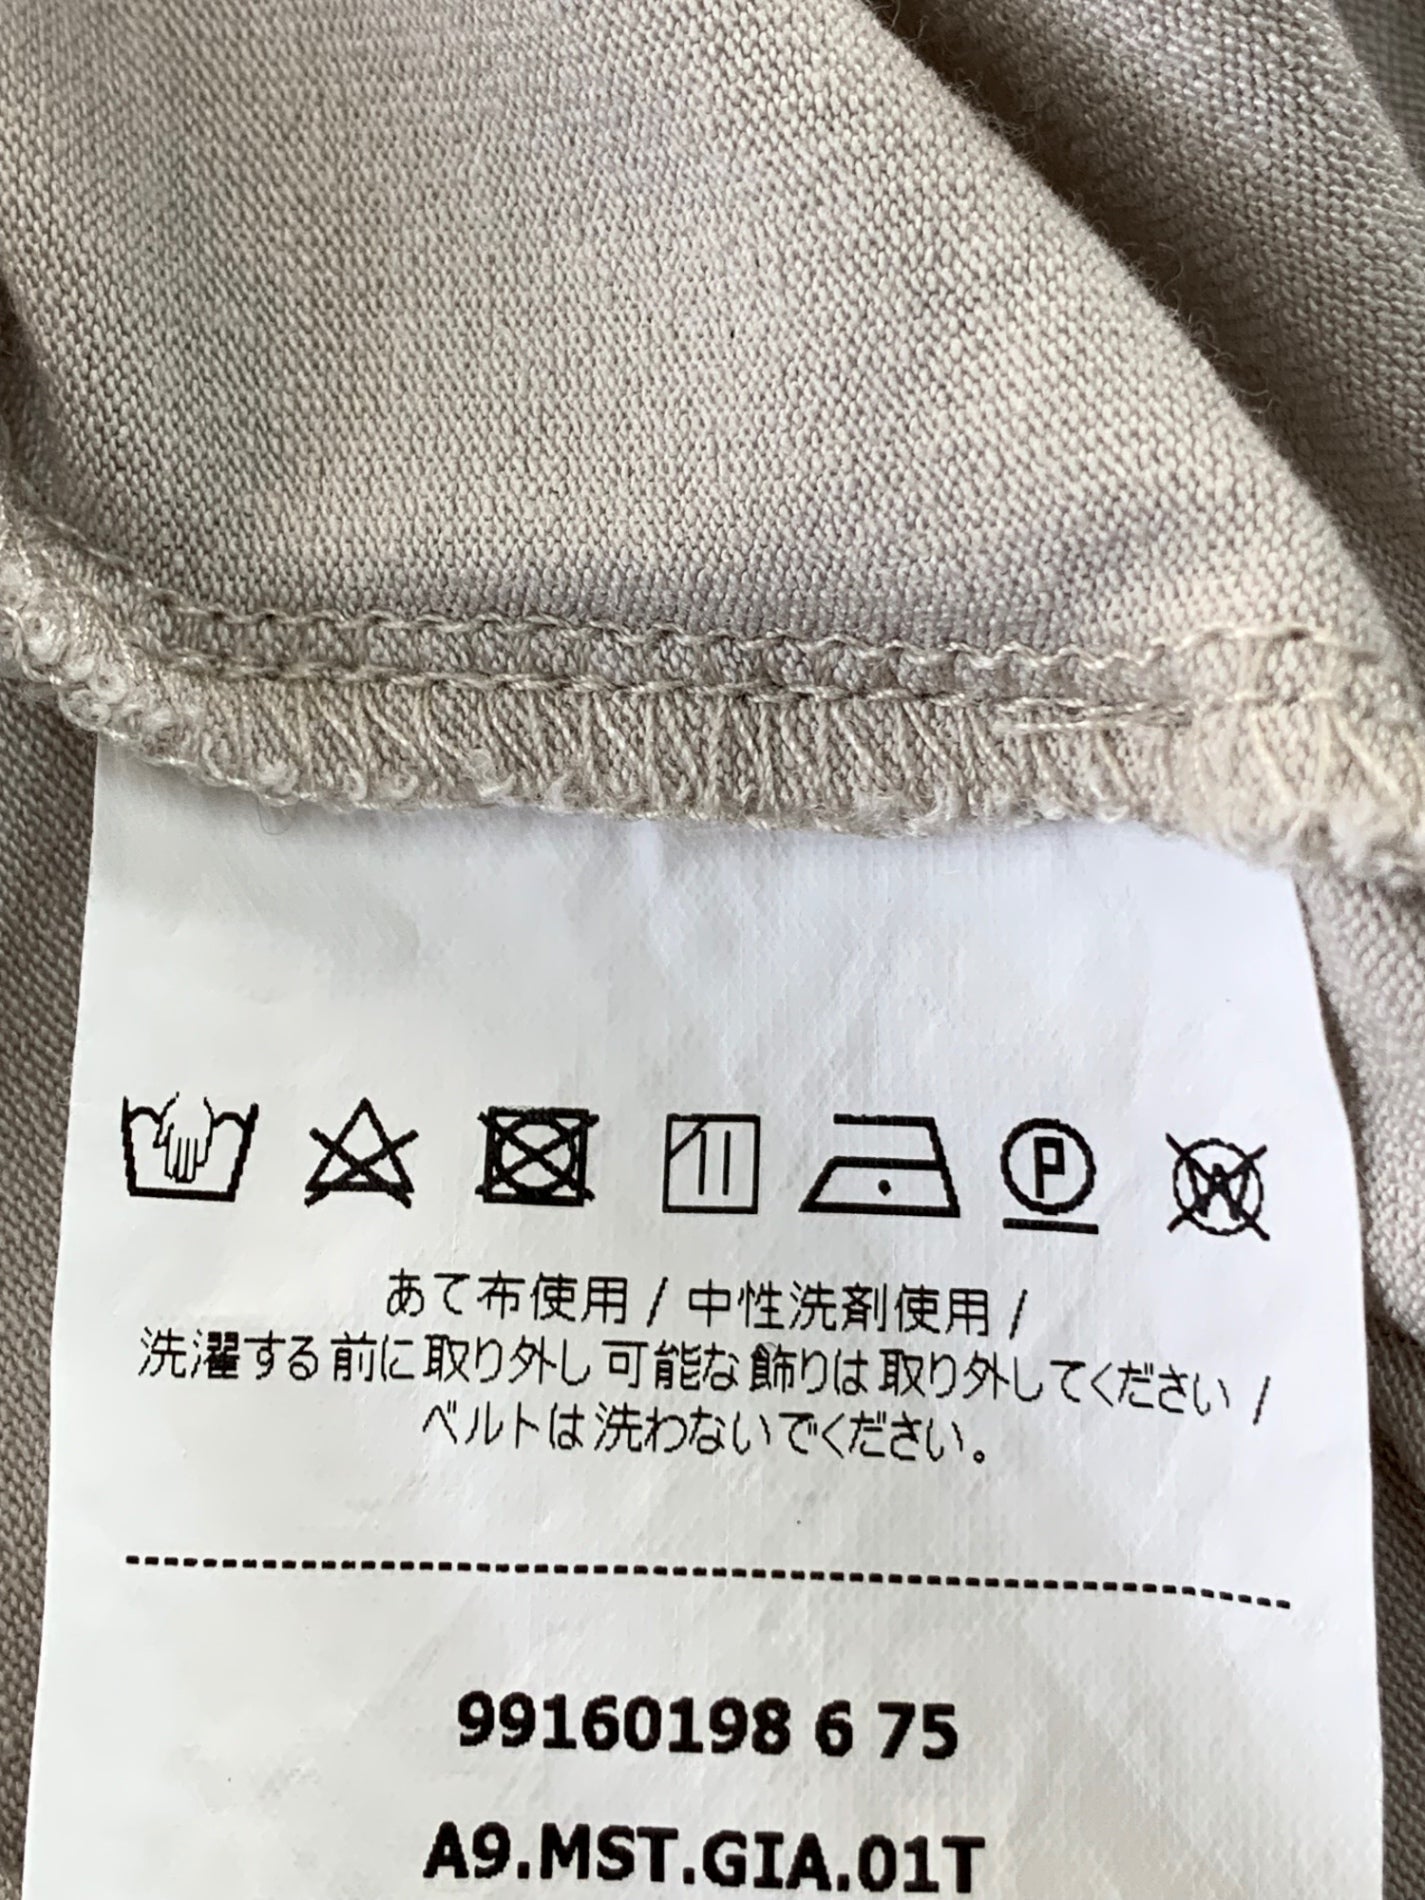 P W
あて布使用 / 中性洗剤使用 /
洗濯する前に取り外し可能な飾りは取り外してください /
ベルトは洗わないでください。
99160198 6 75
A9.MST.GIA.01T